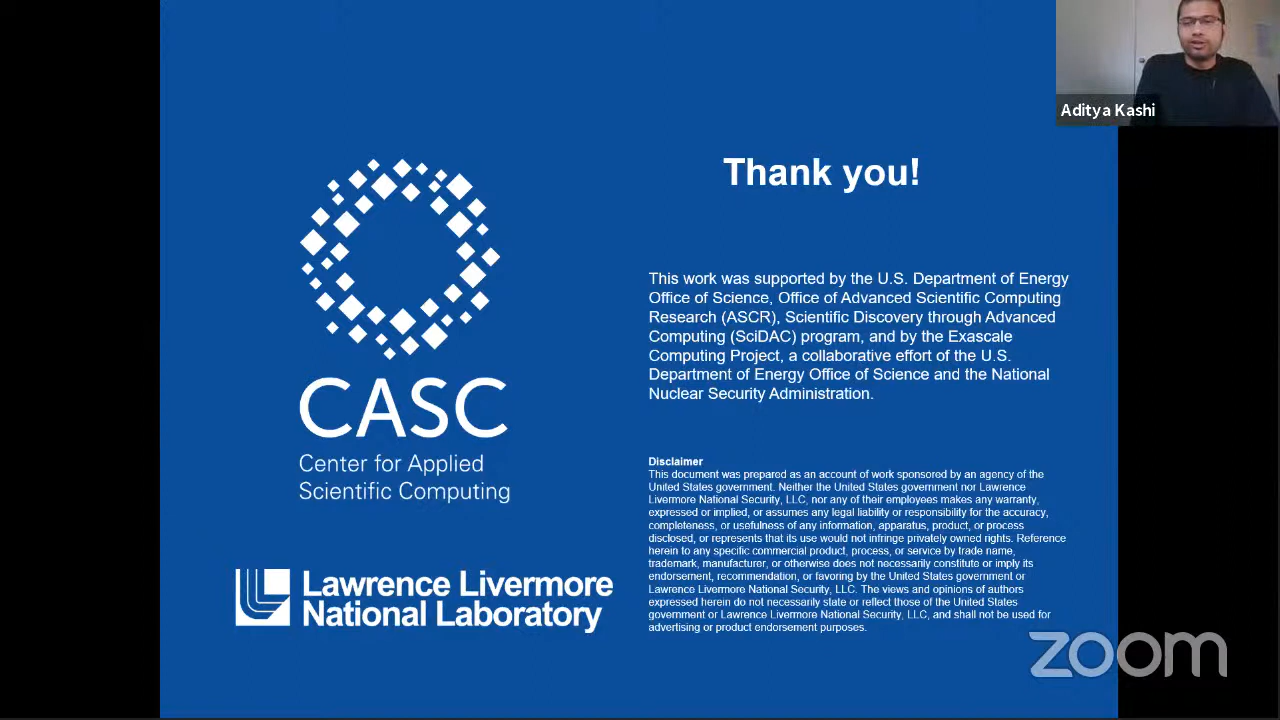 Aditya Kashi
Thank you!
This work was supported by the U.S. Department of Energy
Office of Science, Office of Advanced Scientific Computing
Research (ASCR), Scientific Discovery through Advanced
Computing (SciDAC) program, and by the Exascale
Computing Project, a collaborative effort of the U.S.
Department of Energy Office of Science and the National
Nuclear Security Administration.
CASC
Center for Applied
Scientific Computing
Lawrence Livermore
National Laboratory
Disclaimer
This document was prepared as an account of work sponsored by an agency of the
United States government. Neither the United States government nor Lawrence
Livermore National Security, LLC, nor any of their employees makes any warranty,
expressed or implied, or assumes any legal liability or responsibility for the accuracy,
completeness, or usefulness of any information, apparatus, product, or process
disclosed, or represents that its use would not infringe privately owned rights. Reference
herein to any specific commercial product, process, or service by trade name,
trademark, manufacturer, or otherwise does not necessarily constitute or imply its
endorsement, recommendation, or favoring by the United States government or
Lawrence Livermore National Security, LLC. The views and opinions of authors
expressed herein do not necessarily state or reflect those of the United States
government or Lawrence Livermore National Security, LLC, and shall not be used for
advertising or product endorsement purposes.
zoom